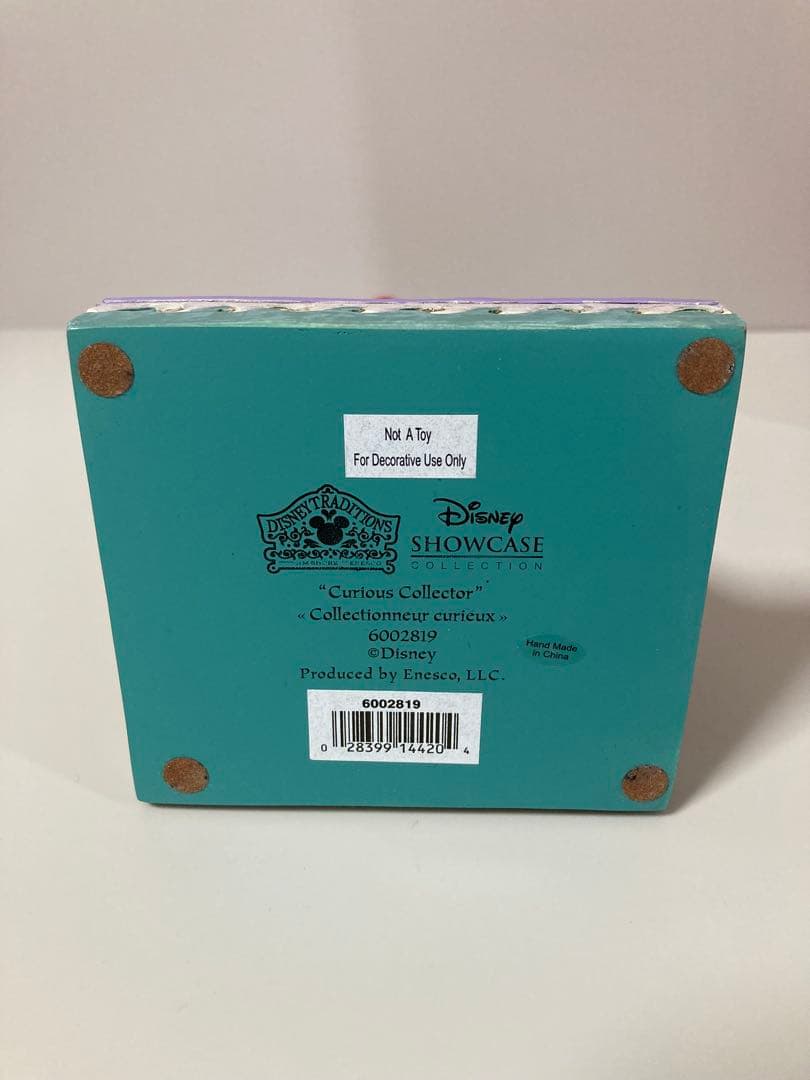 Not A Toy
For Decorative Use Only
DISNEY TRADITIONS
Disney
SHOWCASE
COLLECTION
"Curious Collector"
« Collectionneur curieux »
6002819
©Disney
Produced by Enesco, LLC.
Hand Made
in China
6002819
0 28399 14420 4